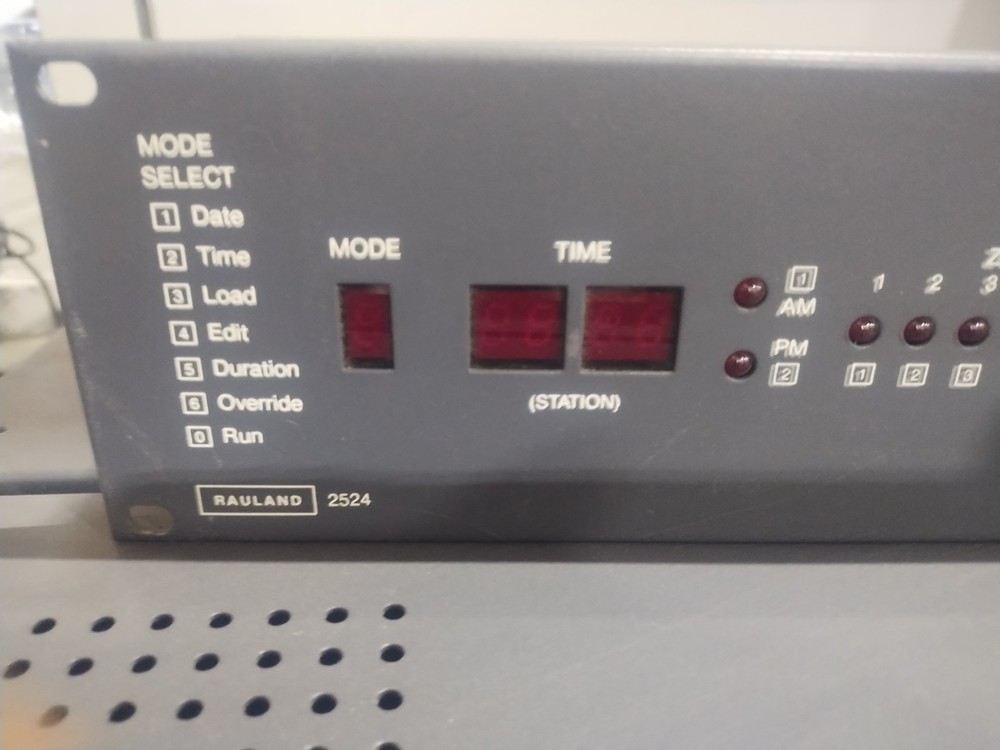 MODE
SELECT
1 Date
2 Time
3 Load
4 Edit
5 Duration
6 Override
0 Run
RAULAND 2524
MODE
TIME
(STATION)
1
AM
PM
2
1 2 3
1 2 3